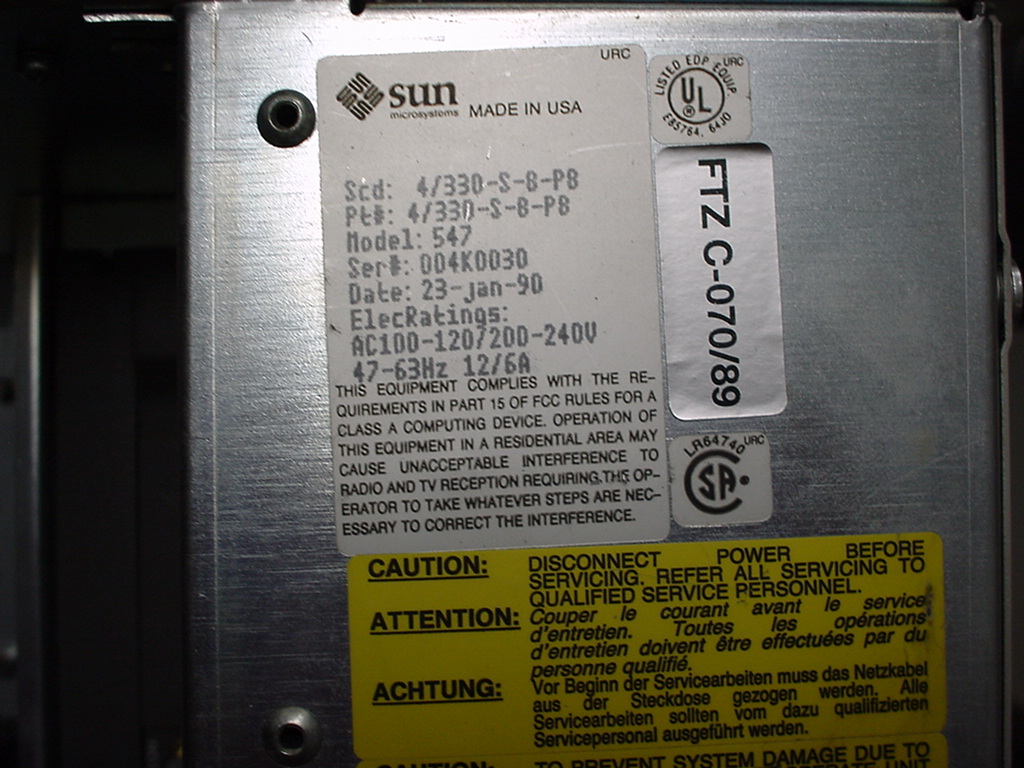 URC
sun
microsystems MADE IN USA
Scd: 4/330-S-8-P8
Pt#: 4/330-S-8-P8
Model: 547
Ser#: 004K0030
Date: 23-jan-90
ElecRatings:
AC100-120/200-240V
47-63Hz 12/6A
THIS EQUIPMENT COMPLIES WITH THE RE-
QUIREMENTS IN PART 15 OF FCC RULES FOR A
CLASS A COMPUTING DEVICE. OPERATION OF
THIS EQUIPMENT IN A RESIDENTIAL AREA MAY
CAUSE UNACCEPTABLE INTERFERENCE TO
RADIO AND TV RECEPTION REQUIRING THE OP-
ERATOR TO TAKE WHATEVER STEPS ARE NEC-
ESSARY TO CORRECT THE INTERFERENCE.
LISTED EDP EQUIP. URC
UL
®
E85764, 64J0
FTZ C-070/89
LR64740 URC
SA
CAUTION: DISCONNECT POWER BEFORE
SERVICING. REFER ALL SERVICING TO
QUALIFIED SERVICE PERSONNEL.
ATTENTION: Couper le courant avant le service
d'entretien. Toutes les opérations
d'entretien doivent être effectuées par du
personne qualifié.
ACHTUNG: Vor Beginn der Servicearbeiten muss das Netzkabel
aus der Steckdose gezogen werden. Alle
Servicearbeiten sollten vom dazu qualifizierten
Servicepersonal ausgeführt werden.
CAUTION: TO PREVENT SYSTEM DAMAGE DUE TO
UNIT